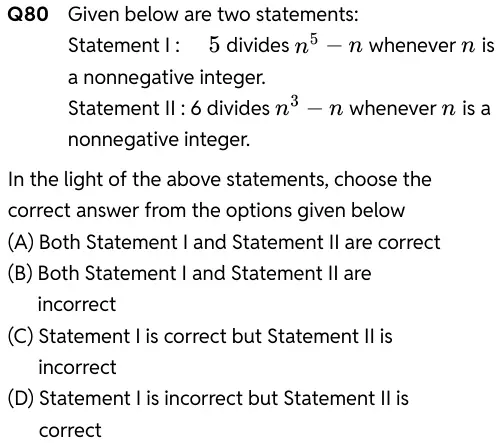 Q80 Given below are two statements:
Statement I : 5 divides n⁵ − n whenever n is
a nonnegative integer.
Statement II : 6 divides n³ − n whenever n is a
nonnegative integer.
In the light of the above statements, choose the
correct answer from the options given below
(A) Both Statement I and Statement II are correct
(B) Both Statement I and Statement II are
incorrect
(C) Statement I is correct but Statement II is
incorrect
(D) Statement I is incorrect but Statement II is
correct